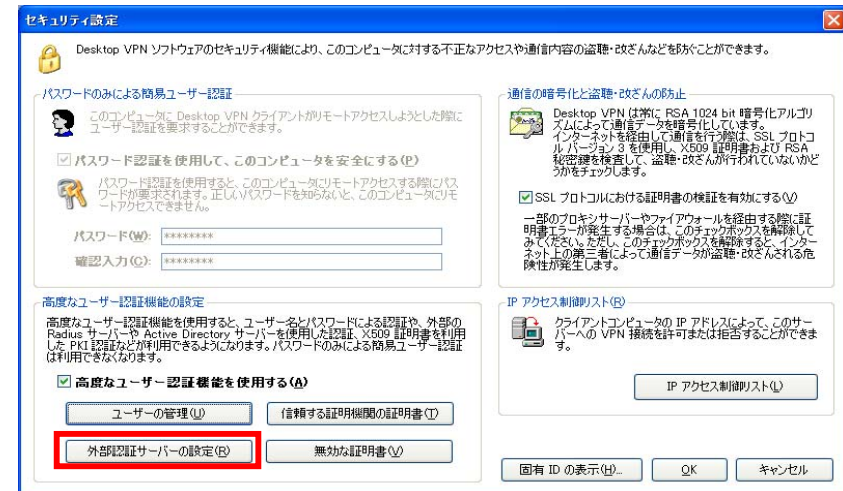 セキュリティ設定
Desktop VPN ソフトウェアのセキュリティ機能により、このコンピュータに対する不正なアクセスや通信内容の盗聴・改ざんなどを防ぐことができます。
パスワードのみによる簡易ユーザー認証
このコンピュータに Desktop VPN クライアントがリモートアクセスしようとした際に
ユーザー認証を要求することができます。
パスワード認証を使用して、このコンピュータを安全にする(P)
パスワード認証を使用すると、このコンピュータにリモートアクセスする際にパス
ワードが要求されます。正しいパスワードを知らないと、このコンピュータにリモ
ートアクセスできません。
パスワード(W): ********
確認入力(C): ********
通信の暗号化と盗聴・改ざんの防止
Desktop VPN は常に RSA 1024 bit 暗号化アルゴリ
ズムによって通信データを暗号化しています。
インターネットを経由して通信を行う際は、SSL プロトコ
ル バージョン 3 を使用し、X509 証明書および RSA
秘密鍵を検査して、盗聴・改ざんが行われていないかど
うかをチェックします。
SSL プロトコルにおける証明書の検証を有効にする(V)
一部のプロキシサーバーやファイアウォールを経由する際に証
明書エラーが発生する場合は、このチェックボックスを解除して
みてください。ただし、このチェックボックスを解除すると、インター
ネット上の第三者によって通信データが盗聴・改ざんされる危
険性が発生します。
高度なユーザー認証機能の設定
高度なユーザー認証機能を使用すると、ユーザー名とパスワードによる認証や、外部の
Radius サーバーや Active Directory サーバーを使用した認証、X509 証明書を利用
した PKI 認証などが利用できるようになります。パスワードのみによる簡易ユーザー認証
は利用できなくなります。
高度なユーザー認証機能を使用する(A)
ユーザーの管理(U)
信頼する証明機関の証明書(T)
外部認証サーバーの設定(R)
無効な証明書(V)
IP アクセス制御リスト(R)
クライアントコンピュータの IP アドレスによって、このサー
バーへの VPN 接続を許可または拒否することができま
す。
IP アクセス制御リスト(L)
固有 ID の表示(H)...
OK
キャンセル